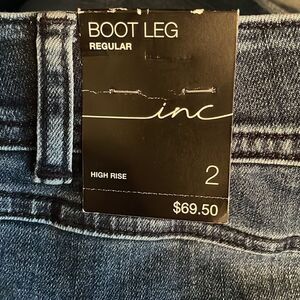 BOOT LEG
REGULAR
inc
HIGH RISE
2
$69.50